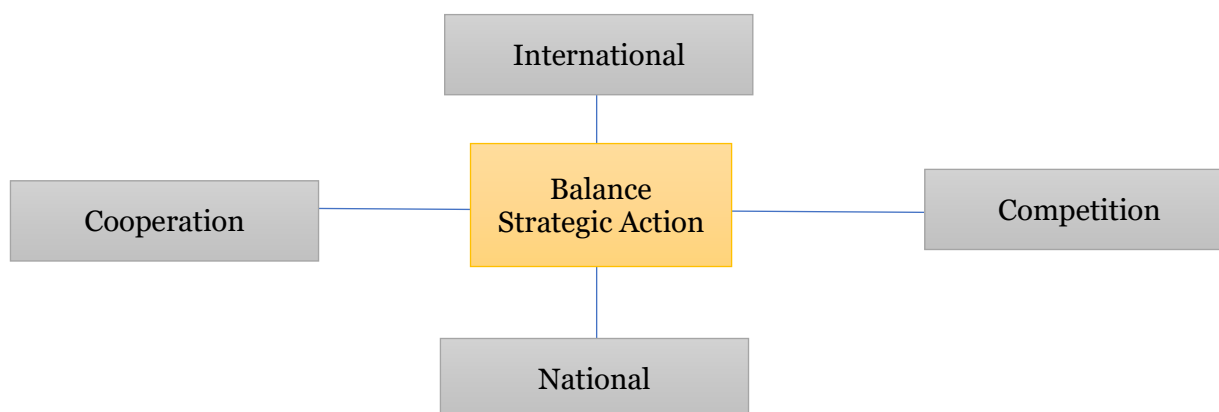 International
Balance
Strategic Action
Cooperation
Competition
National